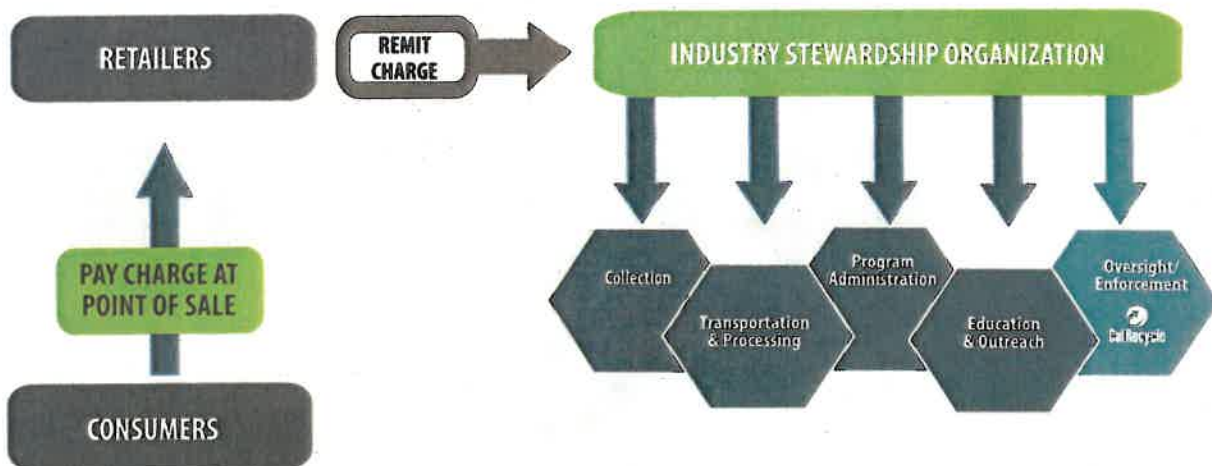 RETAILERS
REMIT
CHARGE
INDUSTRY STEWARDSHIP ORGANIZATION
PAY CHARGE AT
POINT OF SALE
CONSUMERS
Collection
Transportation
& Processing
Program
Administration
Education
& Outreach
Oversight/
Enforcement
CalRecycle